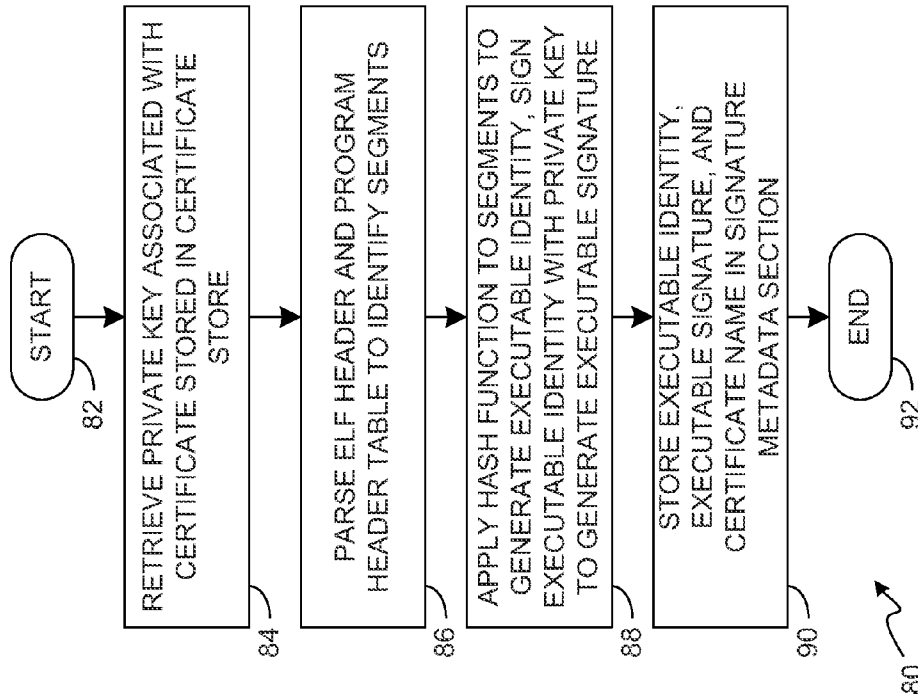 START
82
RETRIEVE PRIVATE KEY ASSOCIATED WITH
CERTIFICATE STORED IN CERTIFICATE
STORE
84
PARSE ELF HEADER AND PROGRAM
HEADER TABLE TO IDENTIFY SEGMENTS
86
APPLY HASH FUNCTION TO SEGMENTS TO
GENERATE EXECUTABLE IDENTITY, SIGN
EXECUTABLE IDENTITY WITH PRIVATE KEY
TO GENERATE EXECUTABLE SIGNATURE
88
STORE EXECUTABLE IDENTITY,
EXECUTABLE SIGNATURE, AND
CERTIFICATE NAME IN SIGNATURE
METADATA SECTION
90
END
92
80